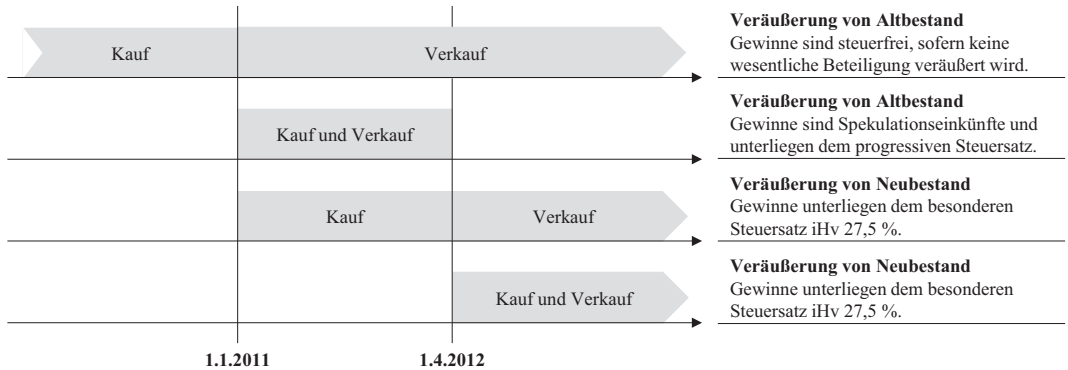 Kauf
Verkauf
Veräußerung von Altbestand
Gewinne sind steuerfrei, sofern keine
wesentliche Beteiligung veräußert wird.
Kauf und Verkauf
Veräußerung von Altbestand
Gewinne sind Spekulationseinkünfte und
unterliegen dem progressiven Steuersatz.
Kauf
Verkauf
Veräußerung von Neubestand
Gewinne unterliegen dem besonderen
Steuersatz iHv 27,5 %.
Kauf und Verkauf
Veräußerung von Neubestand
Gewinne unterliegen dem besonderen
Steuersatz iHv 27,5 %.
1.1.2011
1.4.2012